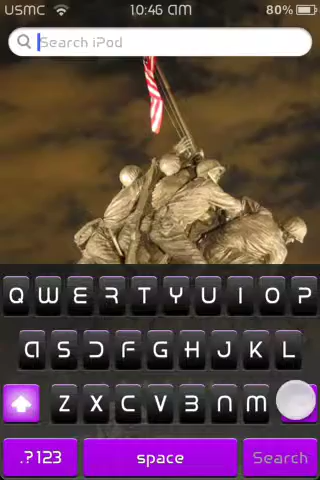 USMC 10:46 AM 80%
Search iPod
Q W E R T Y U I O P
A S D F G H J K L
Z X C V B N M
.?123 space Search